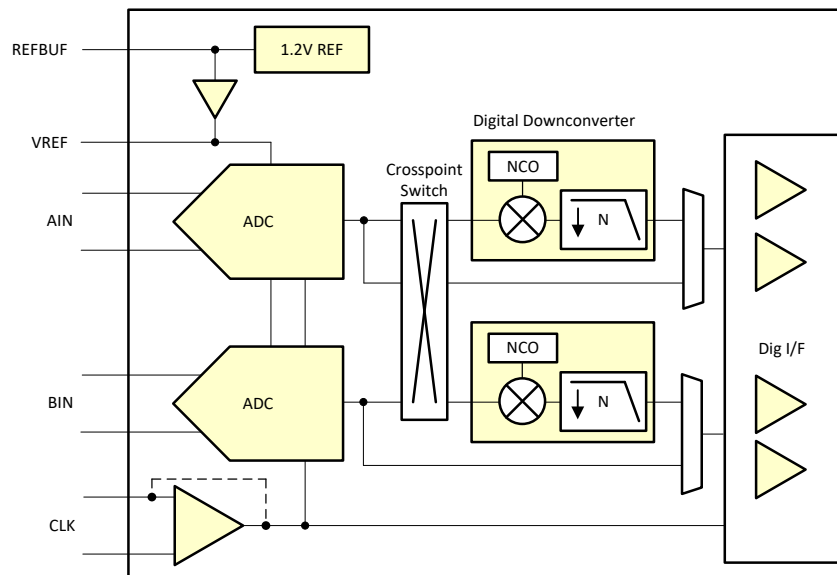 REFBUF
1.2V REF
VREF
Digital Downconverter
Crosspoint
Switch
NCO
N
AIN
ADC
NCO
N
Dig I/F
BIN
ADC
CLK